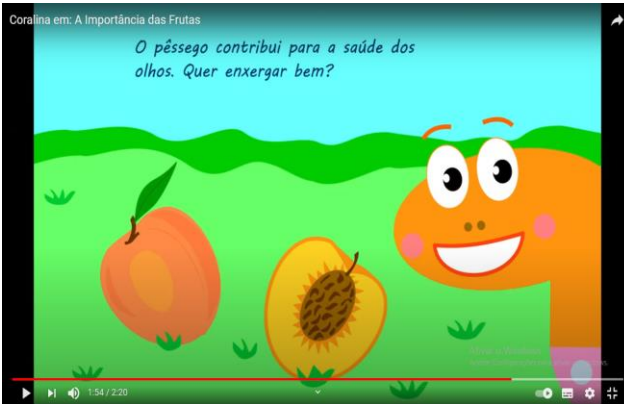 Coralina em: A Importância das Frutas
O pêssego contribui para a saúde dos
olhos. Quer enxergar bem?
1:54 / 2:20